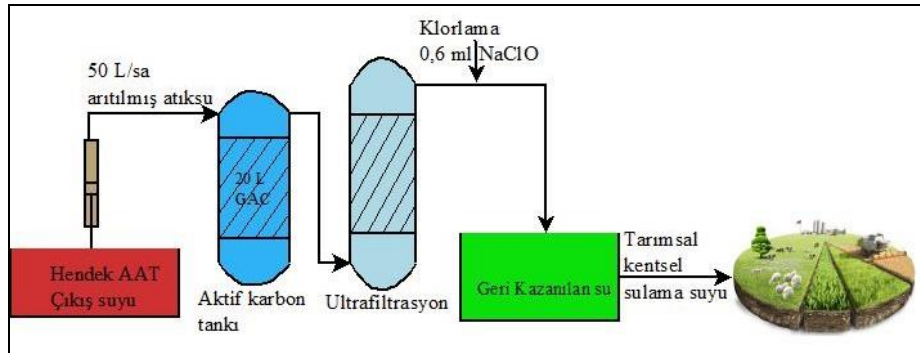 Klorlama
0,6 ml NaClO
50 L/sa
arıtılmış atıksu
20 L
GAC
Hendek AAT
Çıkış suyu
Aktif karbon
tankı
Ultrafiltrasyon
Geri Kazanılan su
Tarımsal
kentsel
sulama suyu